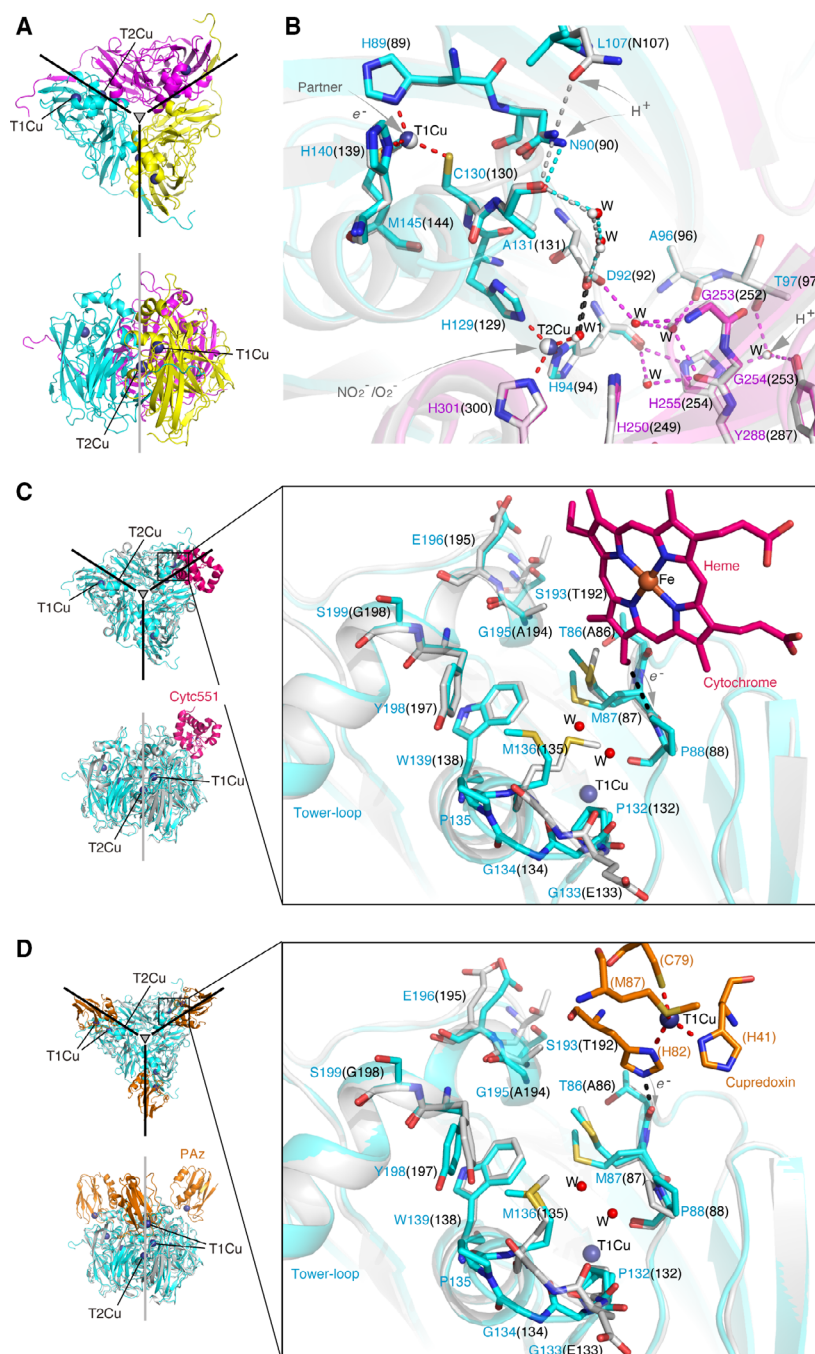 A
T2Cu
T1Cu
T1Cu
T2Cu
B
H89(89)
L107(N107)
Partner
e-
T1Cu
H+
N90(90)
H140(139)
C130(130)
W
M145(144)
A131(131)
W
A96(96)
D92(92)
T97(97
G253(252)
H129(129)
W
T2Cu
W1
W
H+
W
NO2-/O2-
H94(94)
W
G254(253)
H255(254)
H301(300)
H250(249)
Y288(287)
C
T2Cu
T1Cu
Cytc551
T1Cu
T2Cu
E196(195)
Heme
Fe
S193(T192)
S199(G198)
G195(A194)
T86(A86)
Cytochrome
e-
Y198(197)
M87(87)
W
W139(138)
M136(135)
W
P88(88)
T1Cu
Tower-loop
P135
P132(132)
G134(134)
G133(E133)
D
T2Cu
T1Cu
PAz
T1Cu
T2Cu
(C79)
(M87)
E196(195)
T1Cu
S193(T192)
(H82)
(H41)
S199(G198)
G195(A194)
T86(A86)
Cupredoxin
e-
Y198(197)
M87(87)
W
W139(138)
M136(135)
W
P88(88)
T1Cu
Tower-loop
P135
P132(132)
G134(134)
G133(E133)